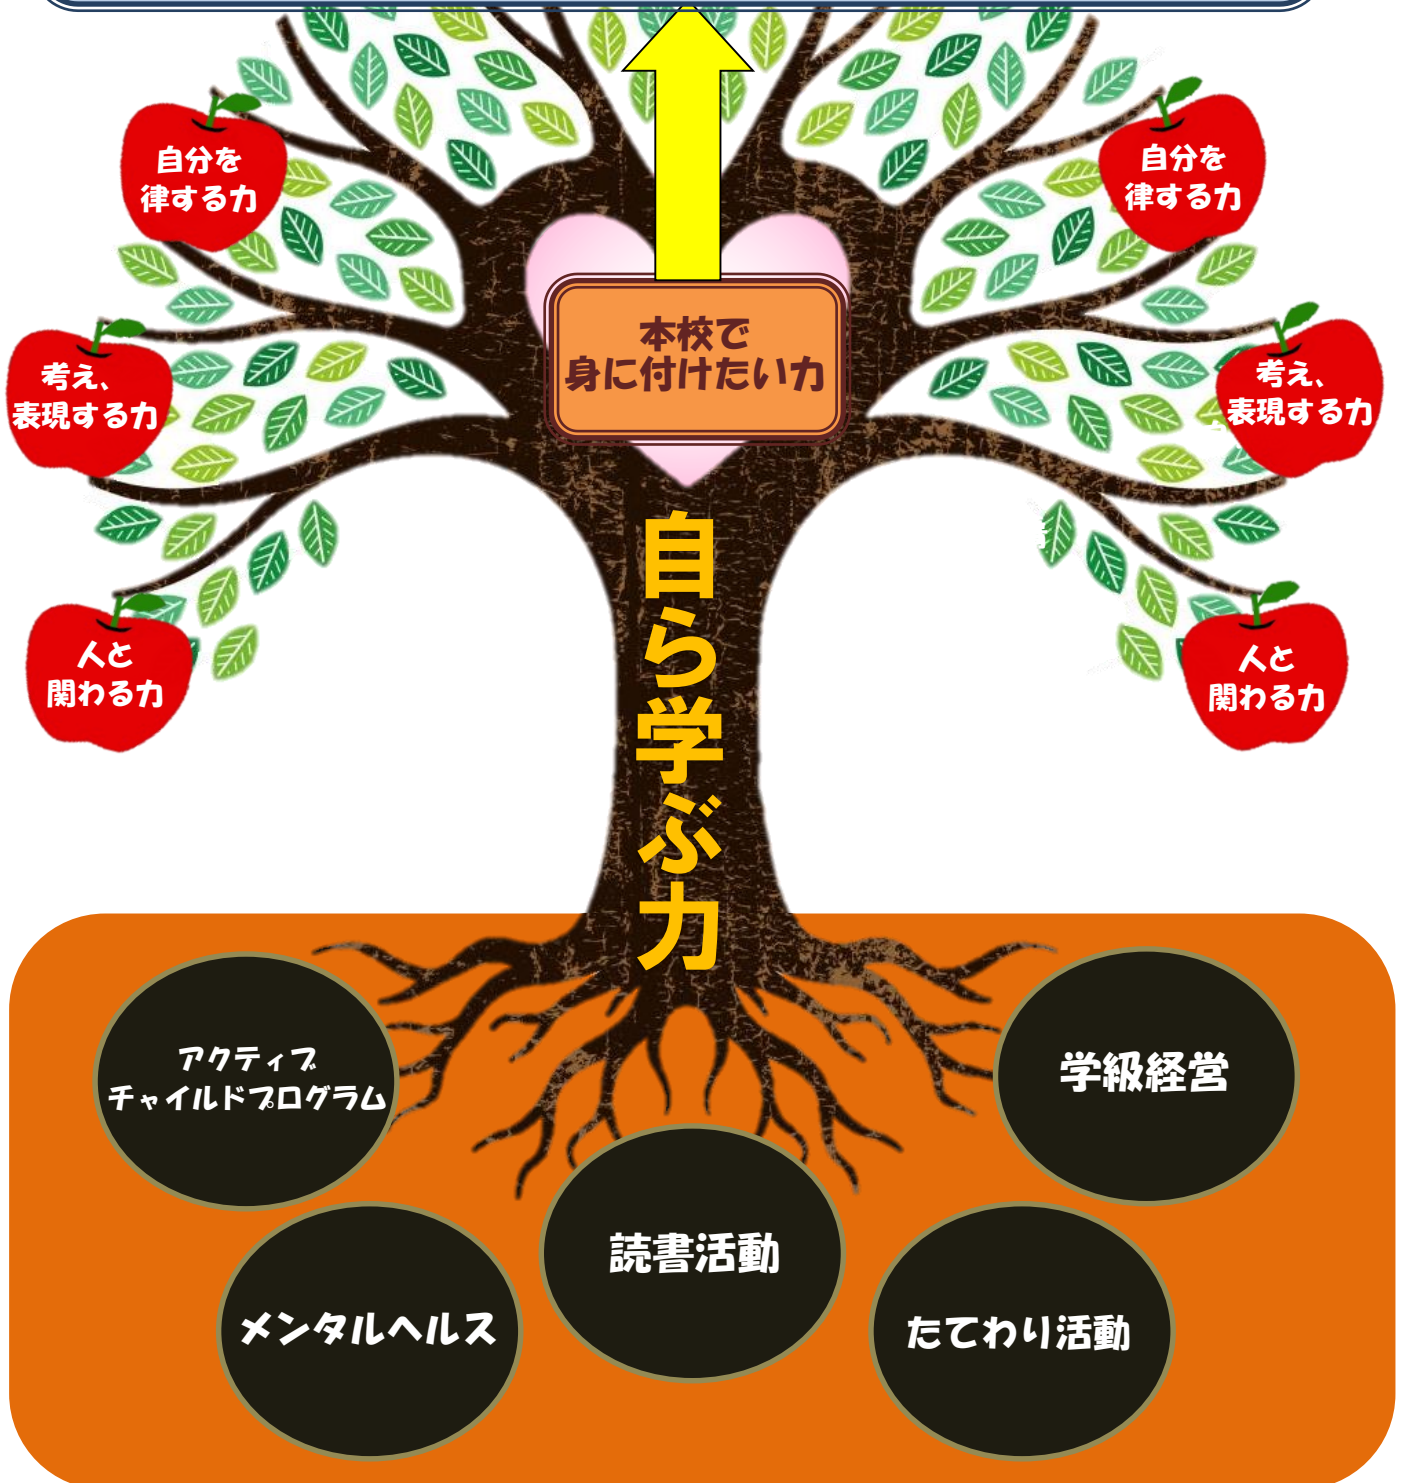 自分を
律する力
自分を
律する力
本校で
身に付けたい力
考え、
表現する力
考え、
表現する力
自ら学ぶ力
人と
関わる力
人と
関わる力
アクティブ
チャイルドプログラム
学級経営
読書活動
メンタルヘルス
たてわり活動